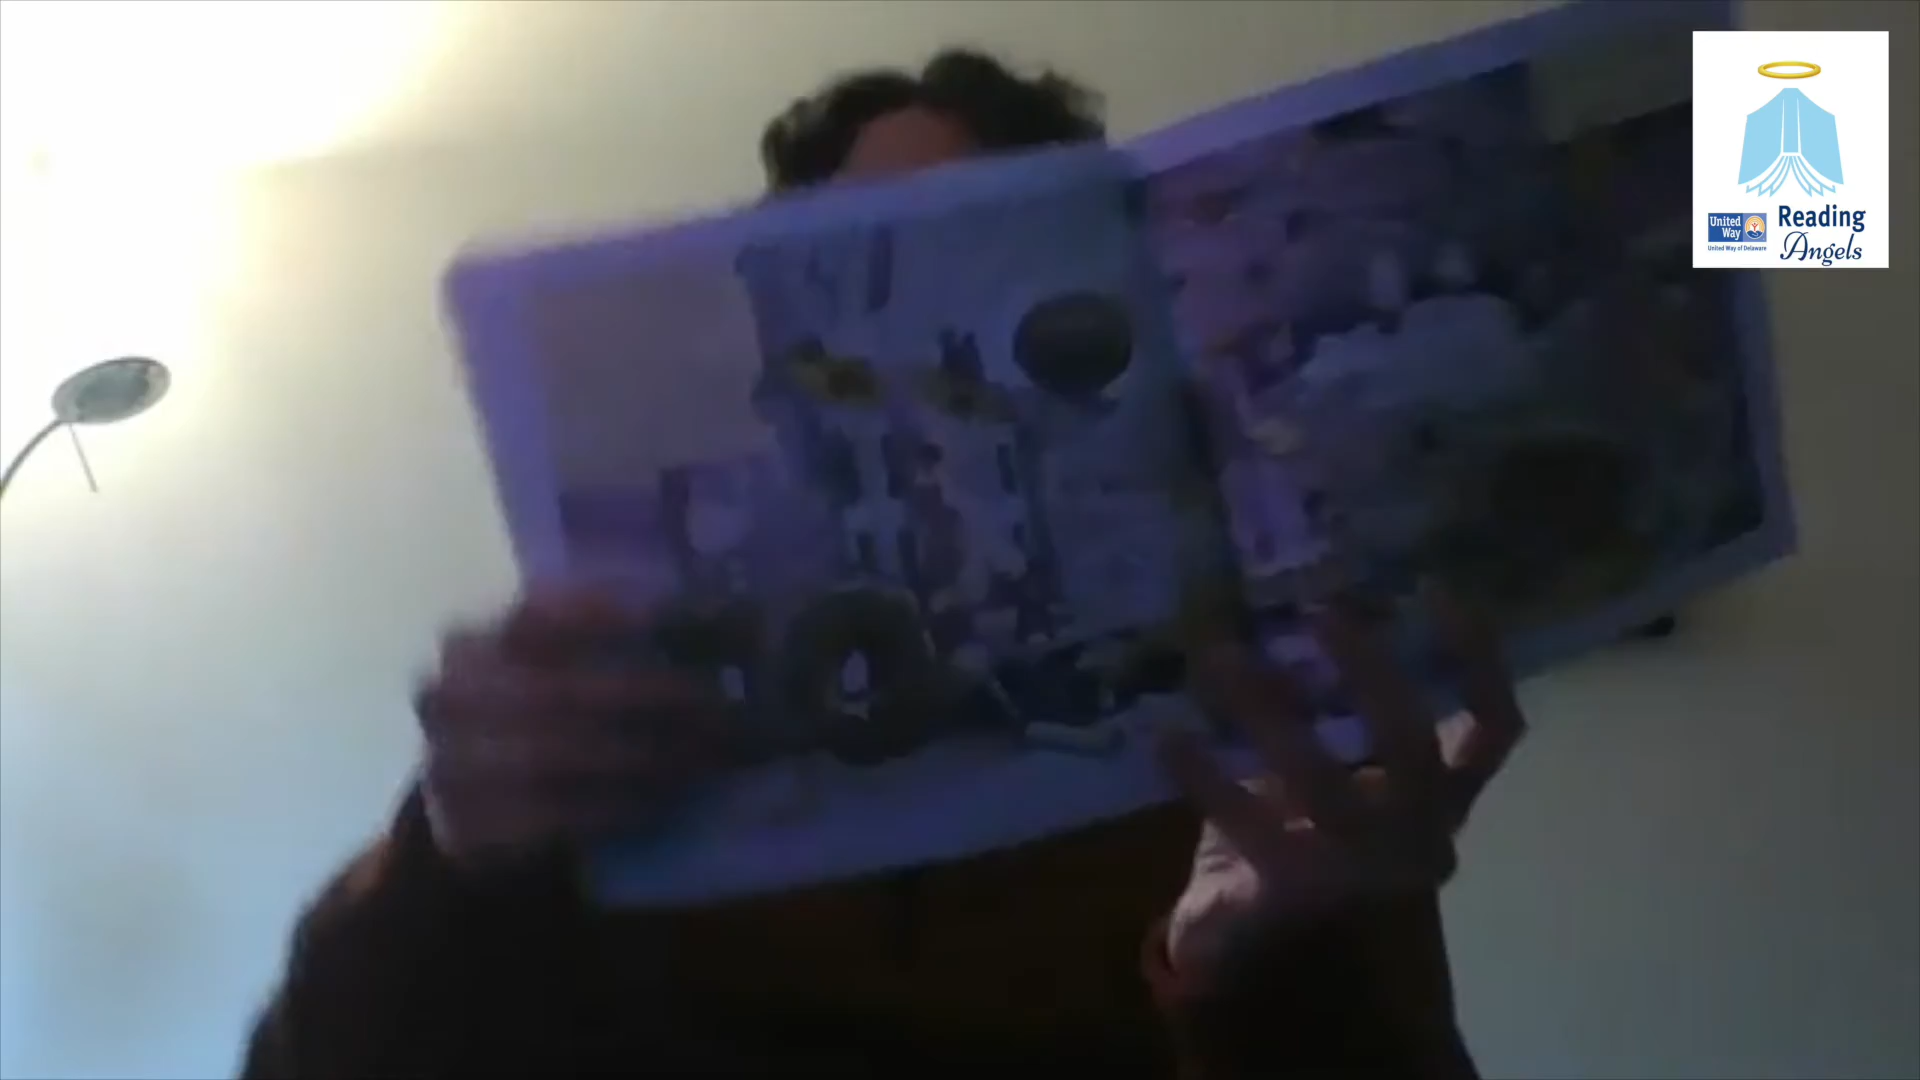 United
Way
United Way of Delaware
Reading
Angels